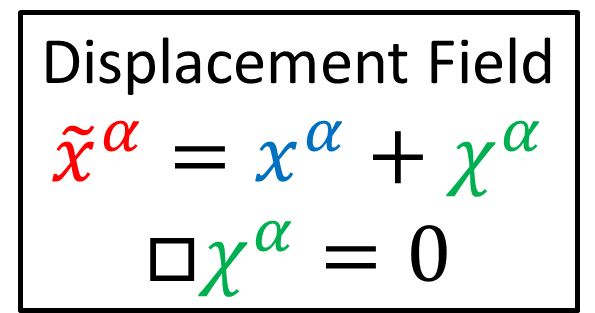 Displacement Field
x̃^α = x^α + χ^α
□χ^α = 0